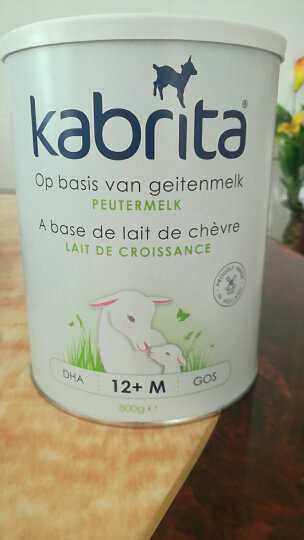 kabrita®
Op basis van geitenmelk
PEUTERMELK
A base de lait de chèvre
LAIT DE CROISSANCE
DHA
12+ M
GOS
800g e